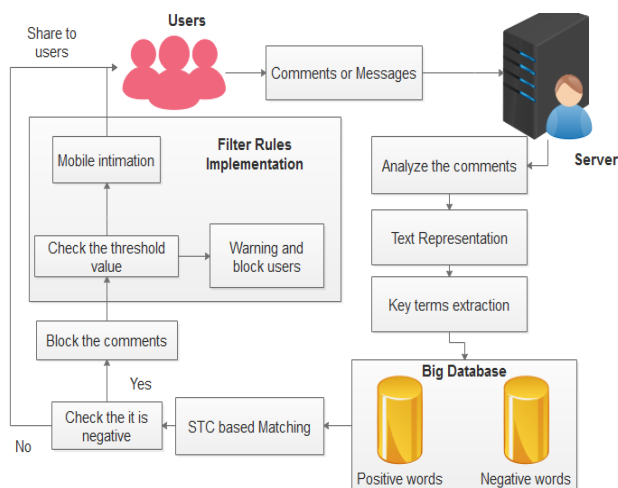 Share to
users
Users
Comments or Messages
Server
Filter Rules
Implementation
Mobile intimation
Analyze the comments
Check the threshold
value
Warning and
block users
Text Representation
Key terms extraction
Block the comments
Big Database
Yes
Check the it is
negative
STC based Matching
No
Positive words
Negative words